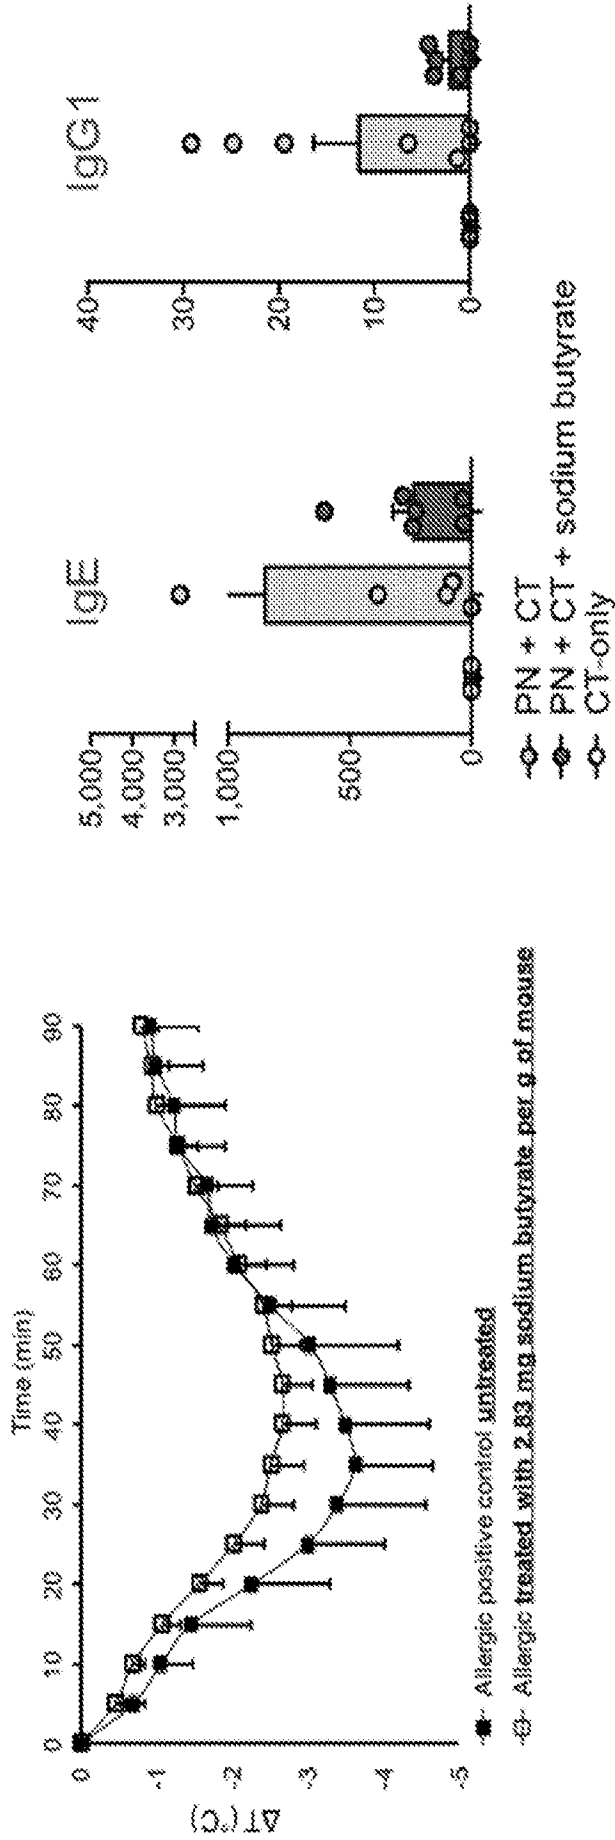 Time (min)
0 10 20 30 40 50 60 70 80 90
0
-1
-2
-3
-4
-5
ΔT (°C)
Allergic positive control untreated
Allergic treated with 2.83 mg sodium butyrate per g of mouse
IgE
5,000
4,000
3,000
1,000
500
0
IgG1
40
30
20
10
0
PN + CT
PN + CT + sodium butyrate
CT-only